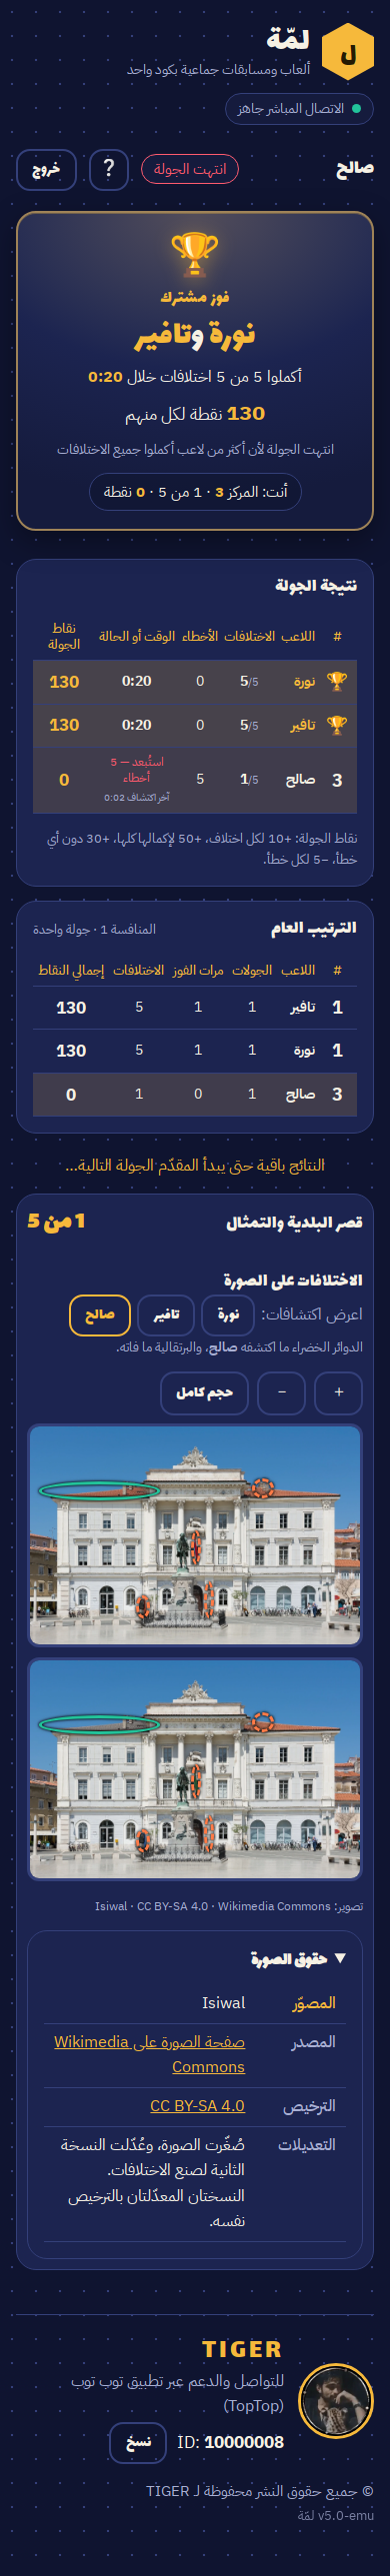 ل
لمّة
ألعاب ومسابقات جماعية بكود واحد
الاتصال المباشر جاهز
صالح
انتهت الجولة
?
خروج
فوز مشترك
نورة وتافير
أكملوا 5 من 5 اختلافات خلال 0:20
130 نقطة لكل منهم
انتهت الجولة لأن أكثر من لاعب أكملوا جميع الاختلافات
أنت: المركز 3 · 1 من 5 · 0 نقطة
نتيجة الجولة
# اللاعب الاختلافات الأخطاء الوقت أو الحالة نقاط الجولة
نورة 5/5 0 0:20 130
تافير 5/5 0 0:20 130
3 صالح 1/5 5 استُبعد — 5 أخطاء آخر اكتشاف 0:02 0
نقاط الجولة: +10 لكل اختلاف، +50 لإكمالها كلها، +30 دون أي
خطأ، −5 لكل خطأ.
الترتيب العام
المنافسة 1 · جولة واحدة
# اللاعب الجولات مرات الفوز الاختلافات إجمالي النقاط
1 تافير 1 1 5 130
1 نورة 1 1 5 130
3 صالح 1 0 1 0
النتائج باقية حتى يبدأ المقدّم الجولة التالية…
قصر البلدية والتمثال
1 من 5
الاختلافات على الصورة
اعرض اكتشافات: نورة تافير صالح
الدوائر الخضراء ما اكتشفه صالح، والبرتقالية ما فاته.
+ − حجم كامل
تصوير: Isiwal · CC BY-SA 4.0 · Wikimedia Commons
▼ حقوق الصورة
المصوّر Isiwal
المصدر صفحة الصورة على Wikimedia
Commons
الترخيص CC BY-SA 4.0
التعديلات صُغّرت الصورة، وعُدّلت النسخة
الثانية لصنع الاختلافات.
النسختان المعدّلتان بالترخيص
نفسه.
TIGER
للتواصل والدعم عبر تطبيق توب توب
(TopTop)
ID: 10000008 نسخ
© جميع حقوق النشر محفوظة لـ TIGER
لمّة v5.0-emu